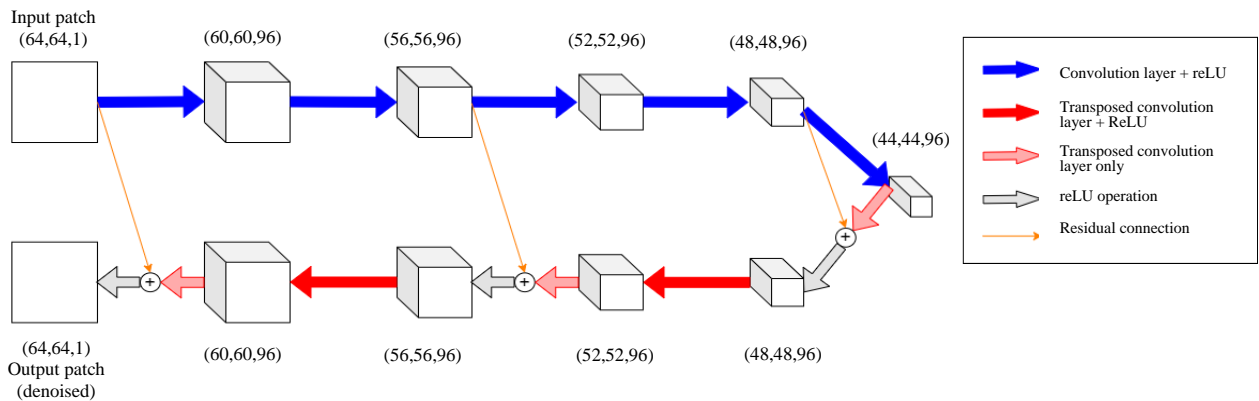 Input patch
(64,64,1)
(60,60,96)
(56,56,96)
(52,52,96)
(48,48,96)
(44,44,96)
+
+
+
(64,64,1)
Output patch
(denoised)
(60,60,96)
(56,56,96)
(52,52,96)
(48,48,96)
Convolution layer + reLU
Transposed convolution
layer + ReLU
Transposed convolution
layer only
reLU operation
Residual connection